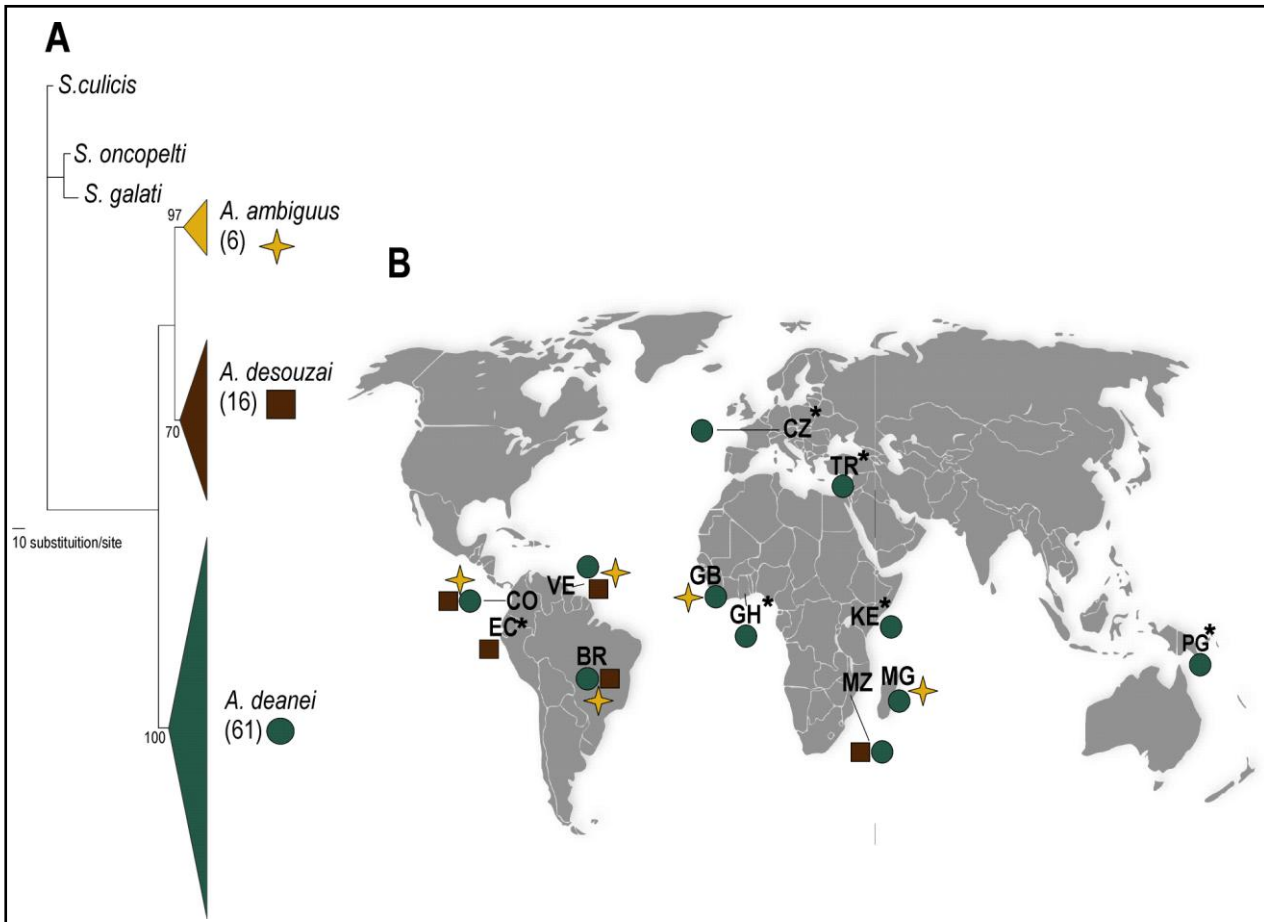 A
S.culicis
S. oncopelti
S. galati
97
A. ambiguus
(6)
70
A. desouzai
(16)
10 substituition/site
100
A. deanei
(61)
B
CZ*
TR*
VE
CO
EC*
BR
GB
GH*
KE*
MZ
MG
PG*